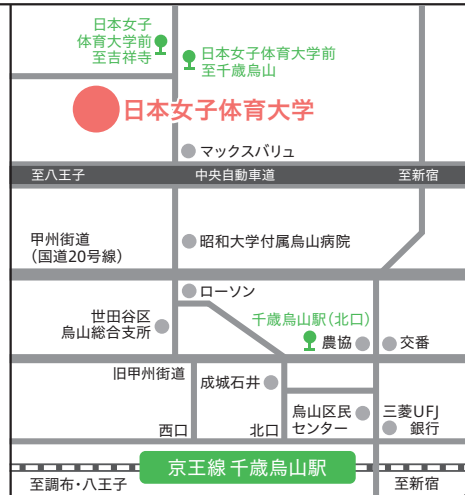 日本女子
体育大学前
至吉祥寺
日本女子体育大学前
至千歳烏山
日本女子体育大学
マックスバリュ
至八王子
中央自動車道
至新宿
甲州街道
（国道20号線）
昭和大学付属烏山病院
ローソン
世田谷区
烏山総合支所
千歳烏山駅（北口）
農協
交番
旧甲州街道
成城石井
烏山区民
センター
三菱UFJ
銀行
西口
北口
京王線 千歳烏山駅
至調布・八王子
至新宿